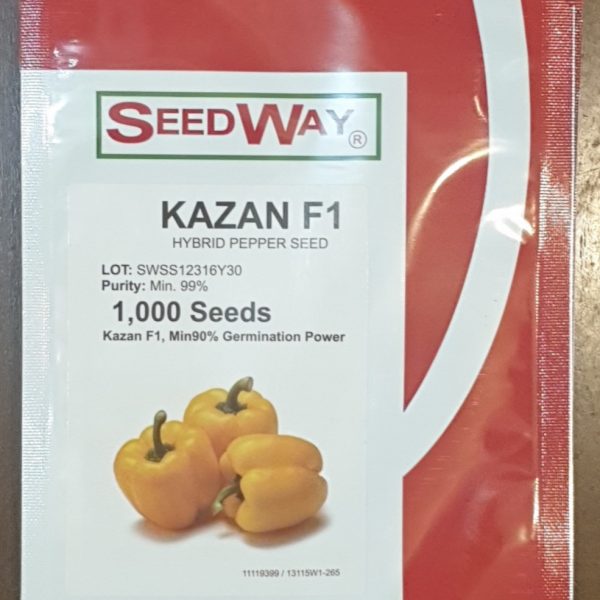 SEEDWAY®
KAZAN F1
HYBRID PEPPER SEED
LOT: SWSS12316Y30
Purity: Min. 99%
1,000 Seeds
Kazan F1, Min90% Germination Power
11119399 / 13115W1-265